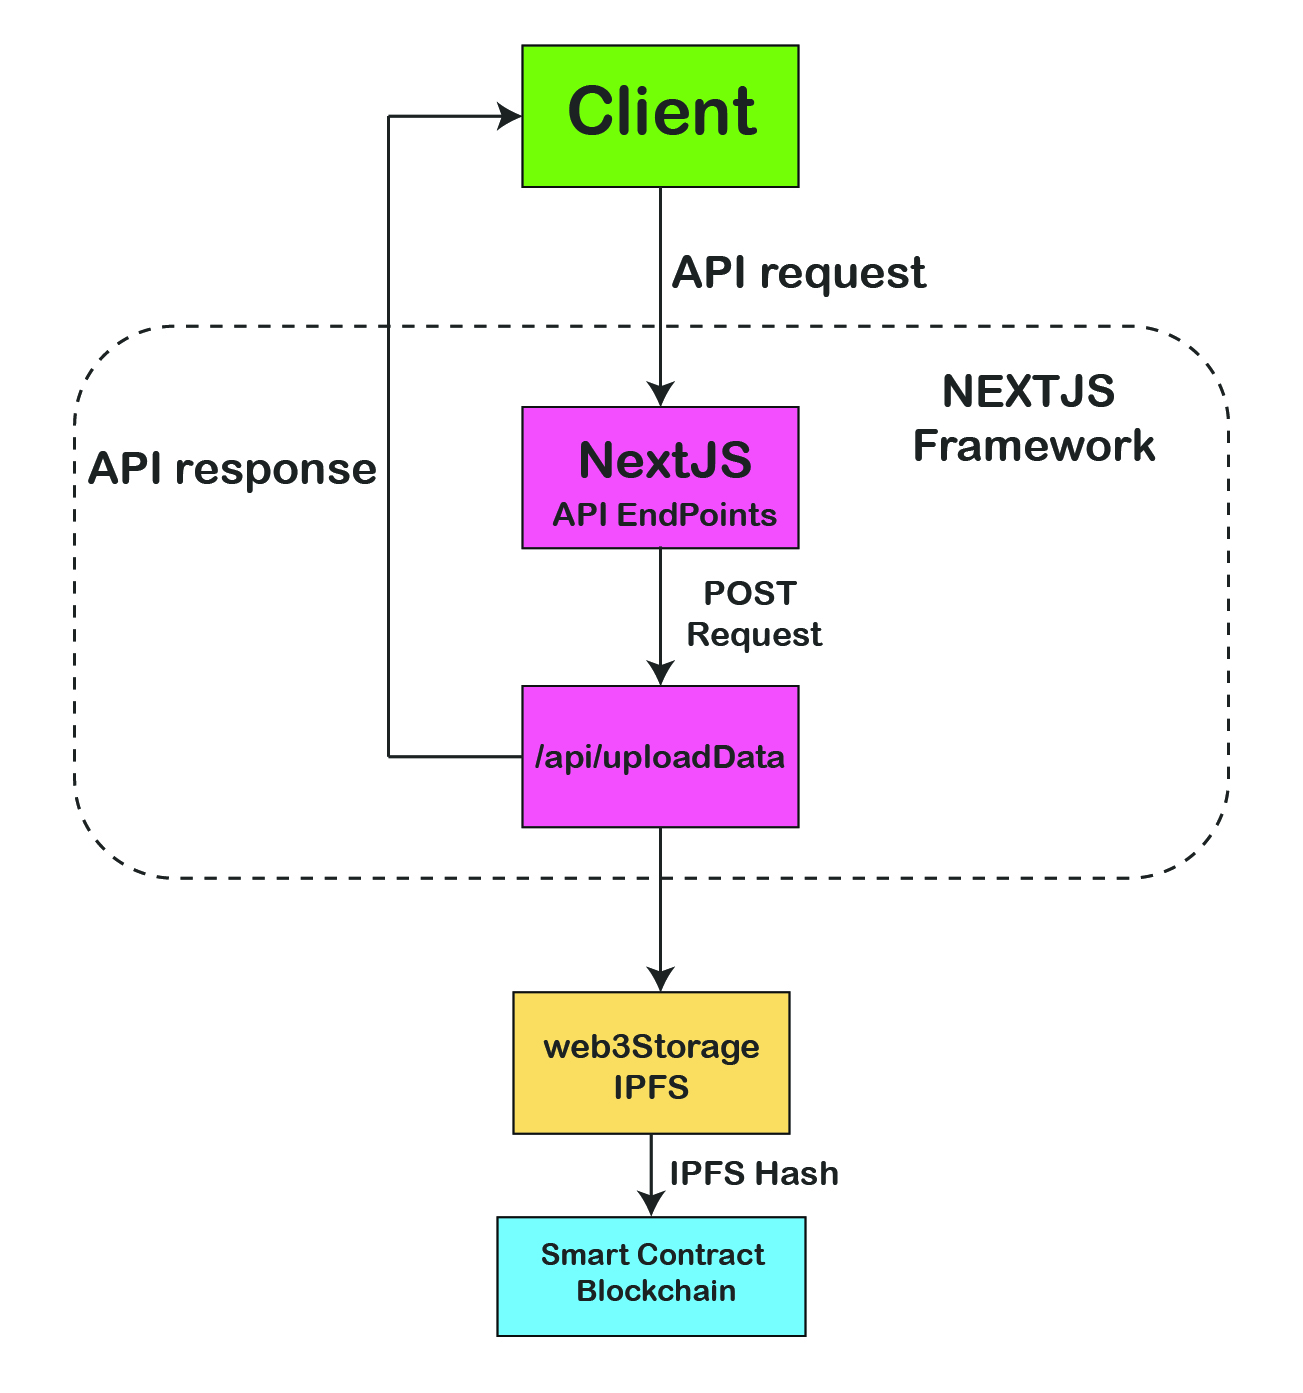 Client
API request
NEXTJS
Framework
API response
NextJS
API EndPoints
POST
Request
/api/uploadData
web3Storage
IPFS
IPFS Hash
Smart Contract
Blockchain